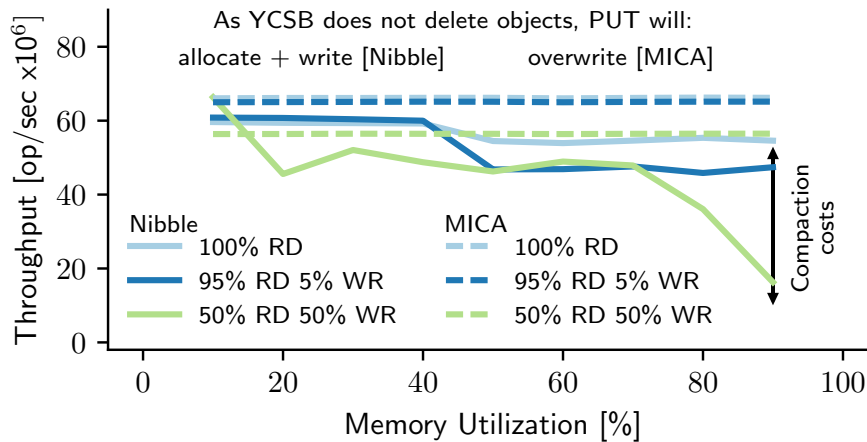 As YCSB does not delete objects, PUT will:
allocate + write [Nibble]
overwrite [MICA]
Throughput [op/sec x10⁶]
80
60
40
20
0
Nibble
100% RD
95% RD 5% WR
50% RD 50% WR
MICA
100% RD
95% RD 5% WR
50% RD 50% WR
Compaction
costs
0
20
40
60
80
100
Memory Utilization [%]